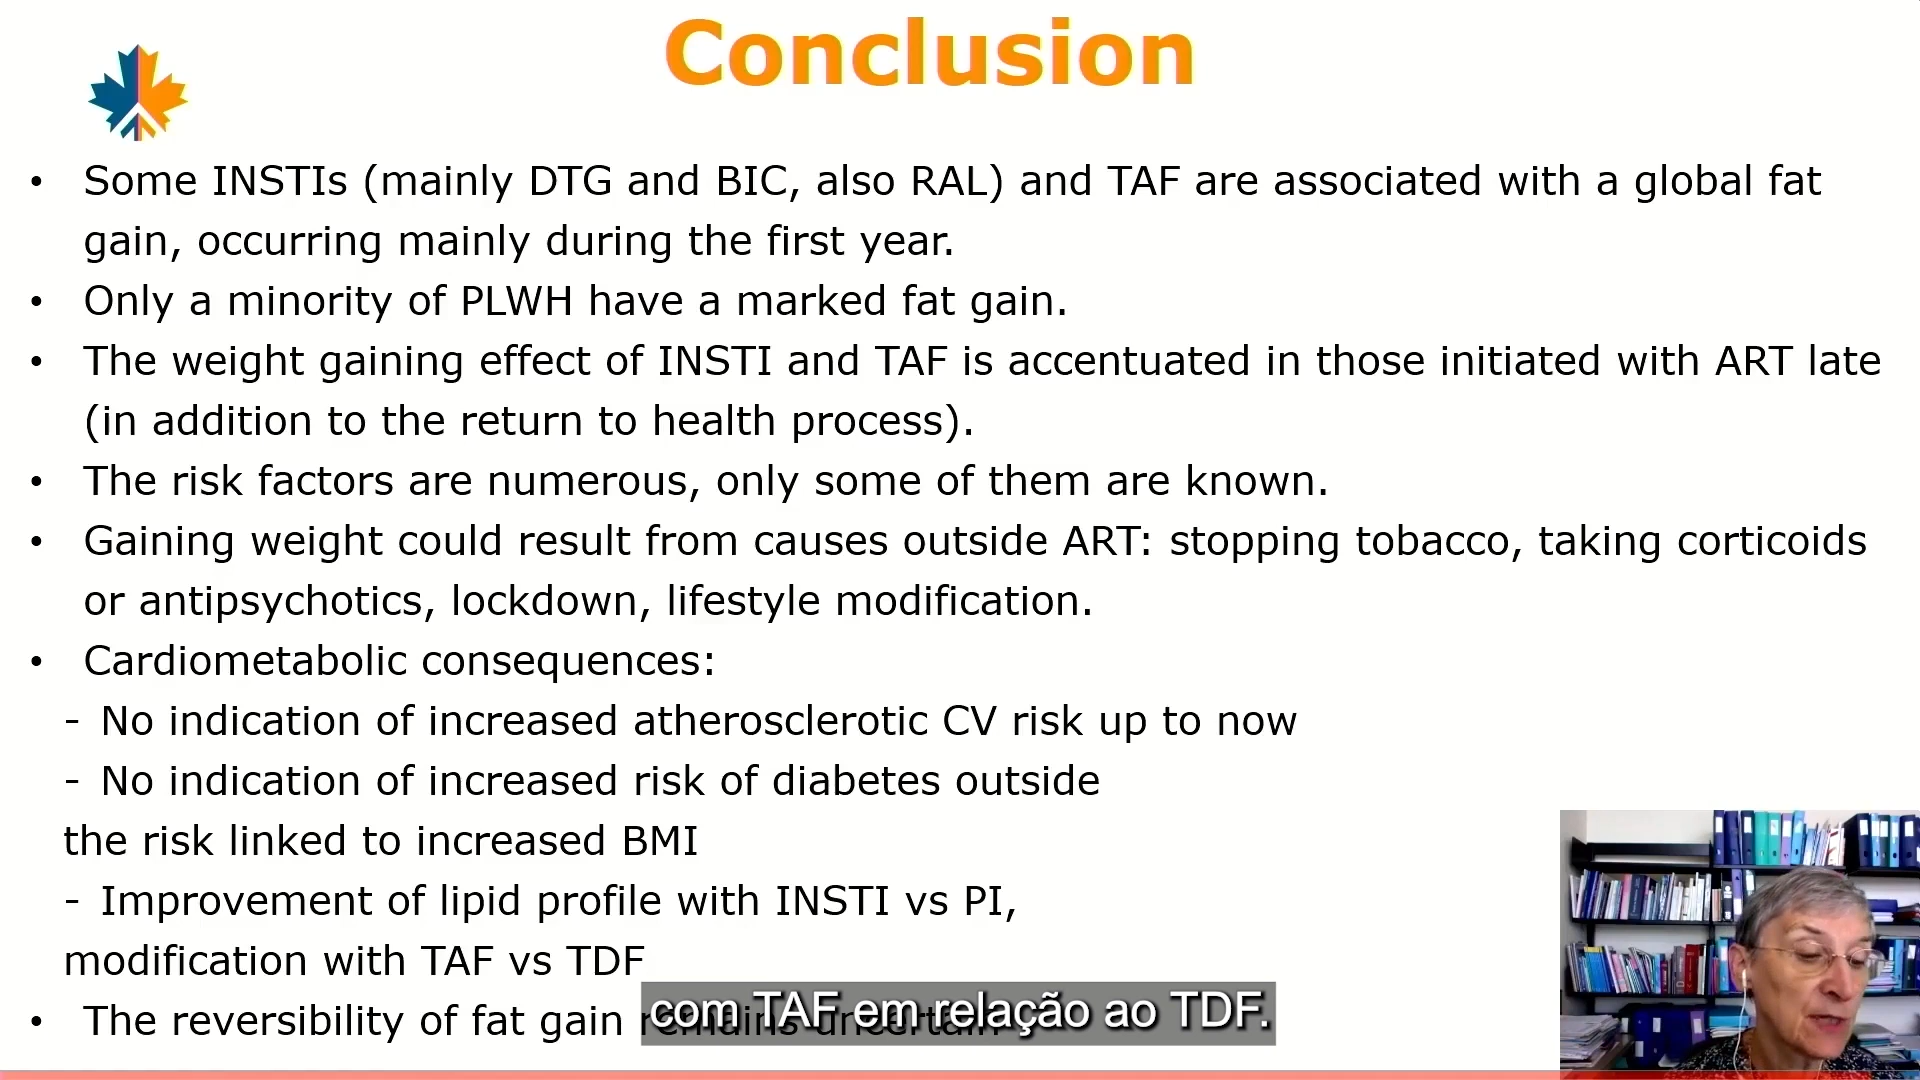 Conclusion
• Some INSTIs (mainly DTG and BIC, also RAL) and TAF are associated with a global fat
gain, occurring mainly during the first year.
• Only a minority of PLWH have a marked fat gain.
• The weight gaining effect of INSTI and TAF is accentuated in those initiated with ART late
(in addition to the return to health process).
• The risk factors are numerous, only some of them are known.
• Gaining weight could result from causes outside ART: stopping tobacco, taking corticoids
or antipsychotics, lockdown, lifestyle modification.
• Cardiometabolic consequences:
- No indication of increased atherosclerotic CV risk up to now
- No indication of increased risk of diabetes outside
the risk linked to increased BMI
- Improvement of lipid profile with INSTI vs PI,
modification with TAF vs TDF
• The reversibility of fat gain remains uncertain
com TAF em relação ao TDF.